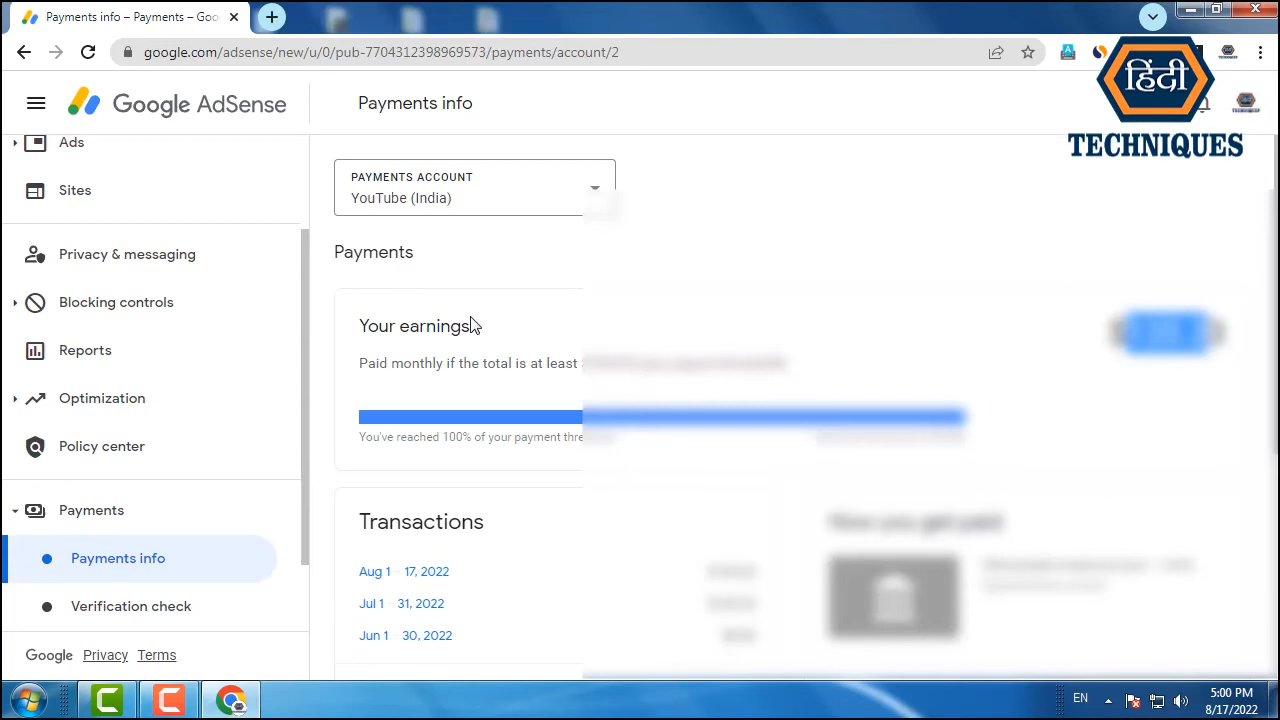 Payments info – Payments – Goo
google.com/adsense/new/u/0/pub-7704312398969573/payments/account/2
हिंदी
TECHNIQUES
Google AdSense
Payments info
Ads
Sites
Privacy & messaging
Blocking controls
Reports
Optimization
Policy center
Payments
Payments info
Verification check
Google Privacy Terms
PAYMENTS ACCOUNT
YouTube (India)
Payments
Your earnings
Paid monthly if the total is at least
You've reached 100% of your payment thre
Transactions
Aug 1 – 17, 2022
Jul 1 – 31, 2022
Jun 1 – 30, 2022
How you get paid
EN
5:00 PM
8/17/2022